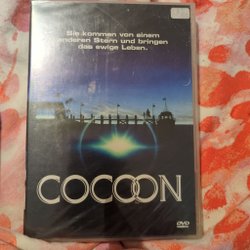 Sie kommen von einem
anderen Stern und bringen
das ewige Leben.
COCOON
DVD